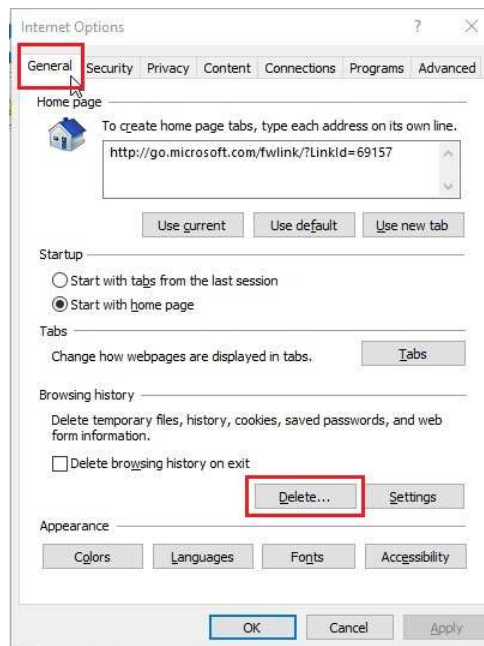 Internet Options ? ×
General Security Privacy Content Connections Programs Advanced
Home page
To create home page tabs, type each address on its own line.
http://go.microsoft.com/fwlink/?LinkId=69157
Use current Use default Use new tab
Startup
Start with tabs from the last session
Start with home page
Tabs
Change how webpages are displayed in tabs. Tabs
Browsing history
Delete temporary files, history, cookies, saved passwords, and web
form information.
Delete browsing history on exit
Delete... Settings
Appearance
Colors Languages Fonts Accessibility
OK Cancel Apply